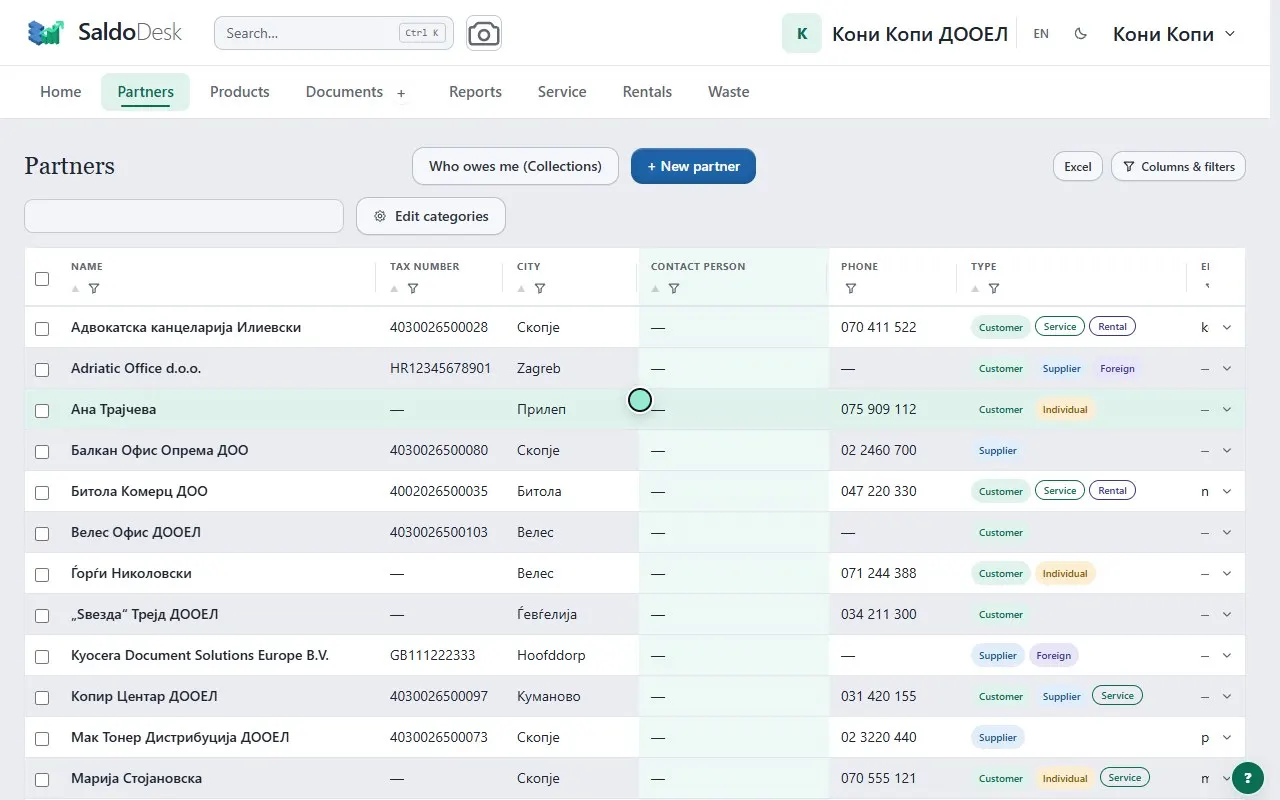 SaldoDesk
Search... Ctrl K
K Кони Копи ДООЕЛ EN Кони Копи
Home Partners Products Documents + Reports Service Rentals Waste
Partners Who owes me (Collections) + New partner Excel Columns & filters
Edit categories
NAME TAX NUMBER CITY CONTACT PERSON PHONE TYPE
Адвокатска канцеларија Илиевски 4030026500028 Скопје — 070 411 522 Customer Service Rental k
Adriatic Office d.o.o. HR12345678901 Zagreb — — Customer Supplier Foreign —
Ана Трајчева — Прилеп — 075 909 112 Customer Individual —
Балкан Офис Опрема ДОО 4030026500080 Скопје — 02 2460 700 Supplier —
Битола Комерц ДОО 4002026500035 Битола — 047 220 330 Customer Service Rental n
Велес Офис ДООЕЛ 4030026500103 Велес — — Customer —
Ѓорѓи Николовски — Велес — 071 244 388 Customer Individual —
„Ѕвезда“ Трејд ДООЕЛ — Гевгелија — 034 211 300 Customer —
Kyocera Document Solutions Europe B.V. GB111222333 Hoofddorp — — Supplier Foreign —
Копир Центар ДООЕЛ 4030026500097 Куманово — 031 420 155 Customer Supplier Service —
Мак Тонер Дистрибуција ДООЕЛ 4030026500073 Скопје — 02 3220 440 Supplier p
Марија Стојановска — Скопје — 070 555 121 Customer Individual Service
?